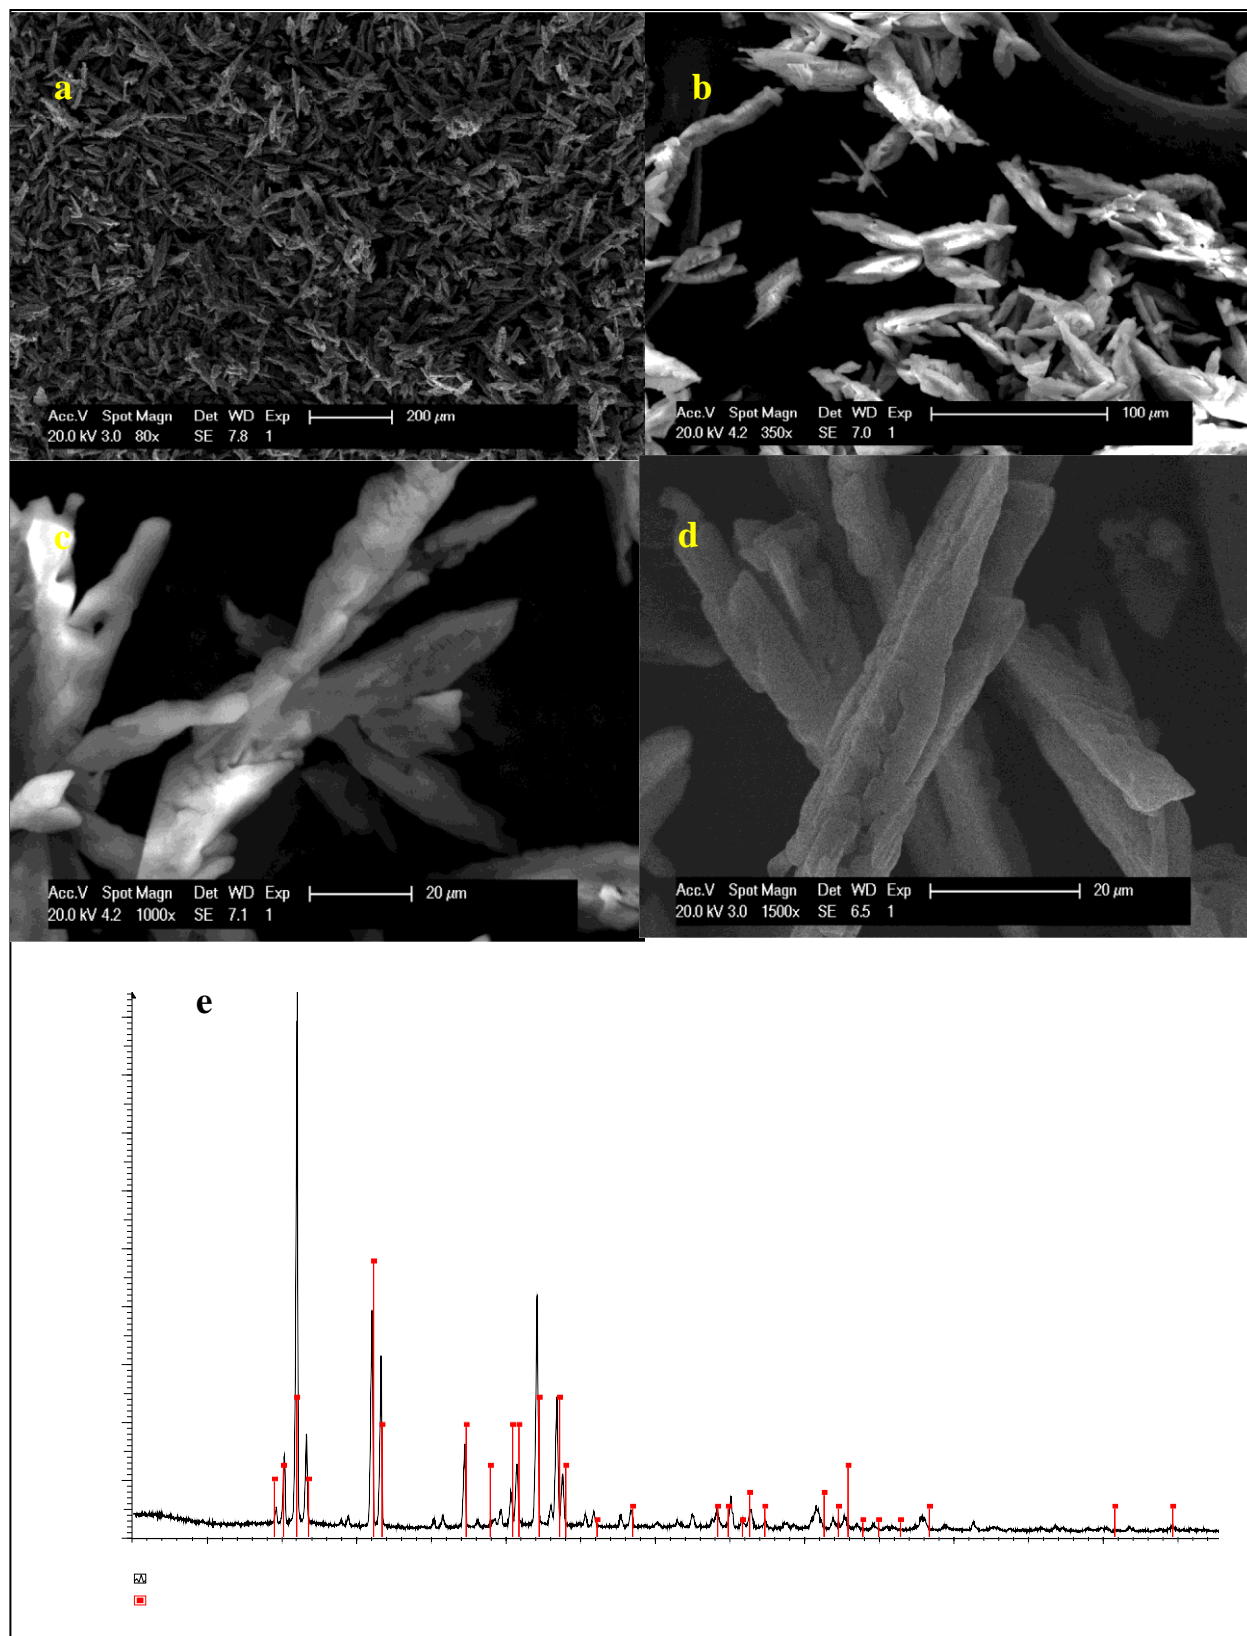 a
Acc.V Spot Magn Det WD Exp 200 µm
20.0 kV 3.0 80x SE 7.8 1
b
Acc.V Spot Magn Det WD Exp 100 µm
20.0 kV 4.2 350x SE 7.0 1
c
Acc.V Spot Magn Det WD Exp 20 µm
20.0 kV 4.2 1000x SE 7.1 1
d
Acc.V Spot Magn Det WD Exp 20 µm
20.0 kV 3.0 1500x SE 6.5 1
e